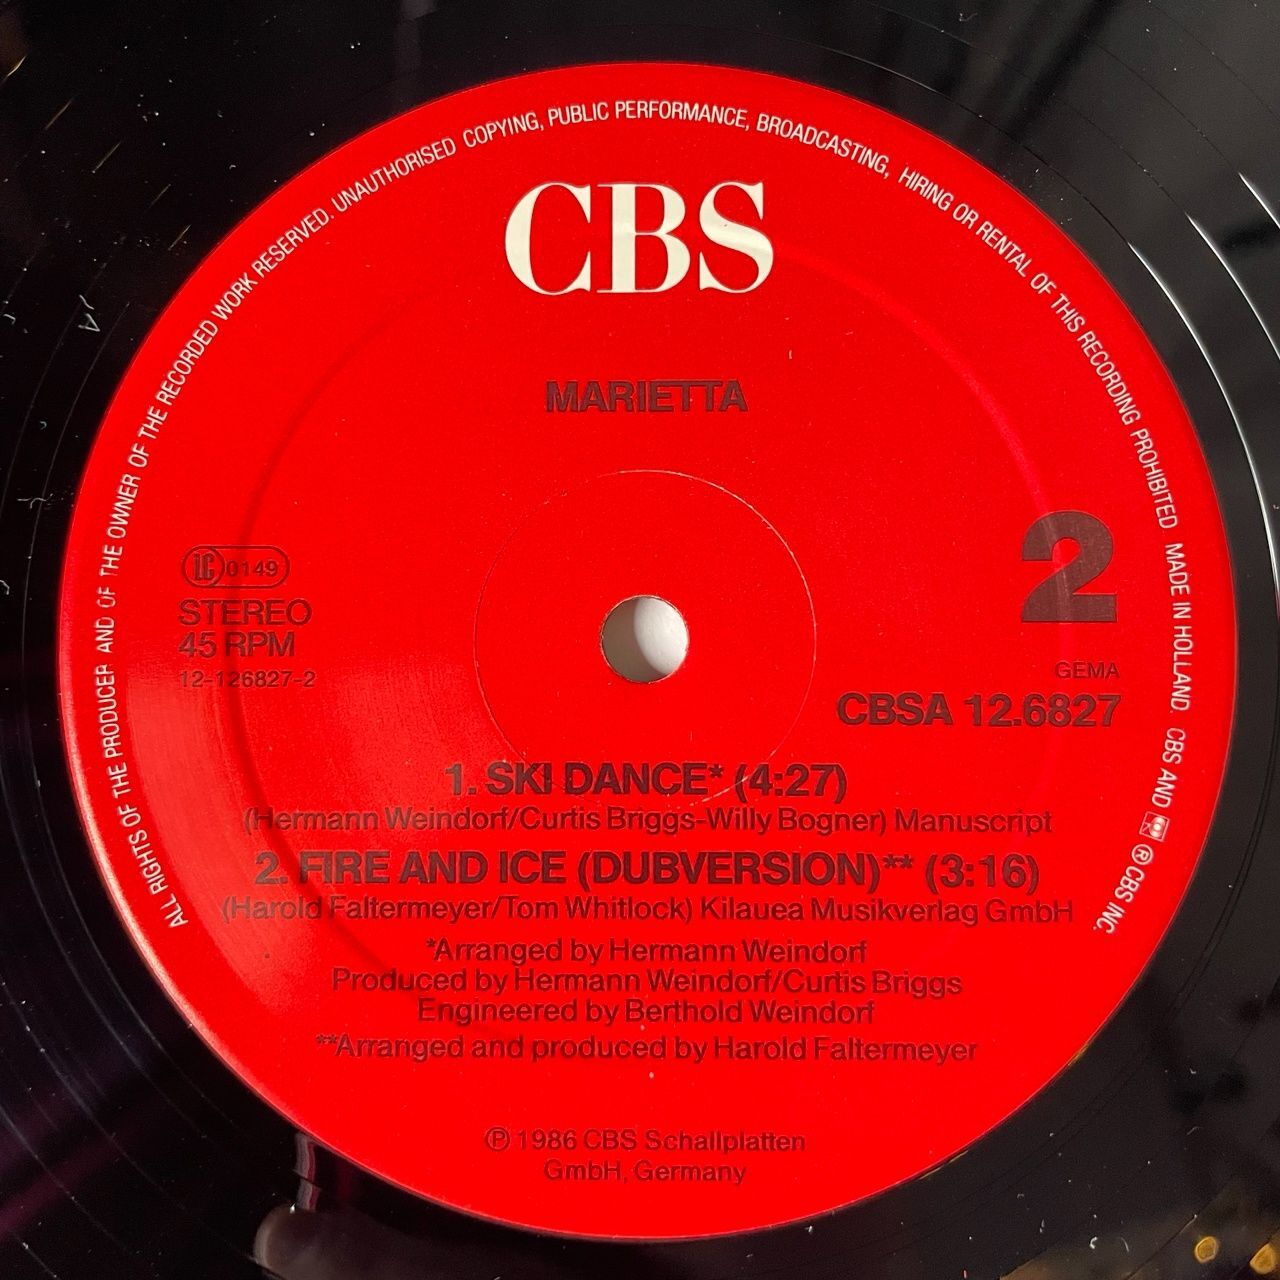 ALL RIGHTS OF THE PRODUCER AND OF THE OWNER OF THE RECORDED WORK RESERVED. UNAUTHORISED COPYING, PUBLIC PERFORMANCE, BROADCASTING, HIRING OR RENTAL OF THIS RECORDING PROHIBITED MADE IN HOLLAND. CBS AND ® CBS INC.
CBS
MARIETTA
LC 0149
STEREO
45 RPM
12-126827-2
2
GEMA
CBSA 12.6827
1. SKI DANCE* (4:27)
(Hermann Weindorf/Curtis Briggs-Willy Bogner) Manuscript
2. FIRE AND ICE (DUBVERSION)** (3:16)
(Harold Faltermeyer/Tom Whitlock) Kilauea Musikverlag GmbH
*Arranged by Hermann Weindorf
Produced by Hermann Weindorf/Curtis Briggs
Engineered by Berthold Weindorf
**Arranged and produced by Harold Faltermeyer
℗ 1986 CBS Schallplatten
GmbH, Germany